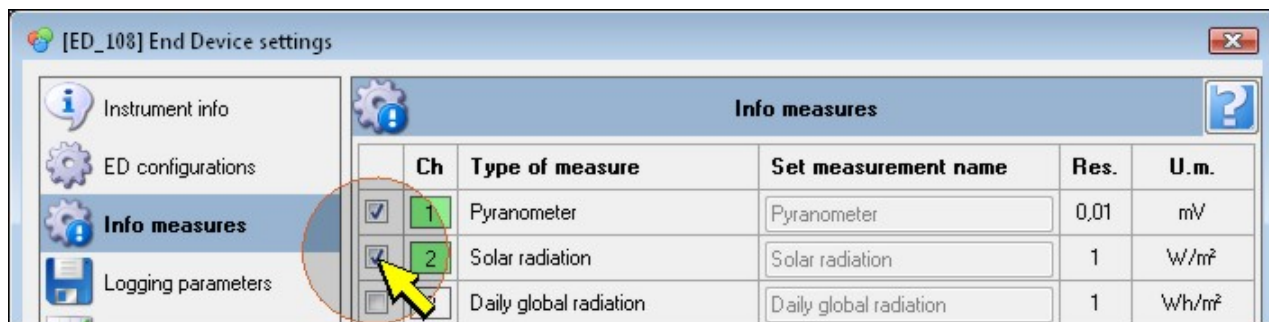 [ED_108] End Device settings
Instrument info
ED configurations
Info measures
Logging parameters
Info measures
Ch Type of measure Set measurement name Res. U.m.
1 Pyranometer Pyranometer 0,01 mV
2 Solar radiation Solar radiation 1 W/m²
Daily global radiation Daily global radiation 1 Wh/m²